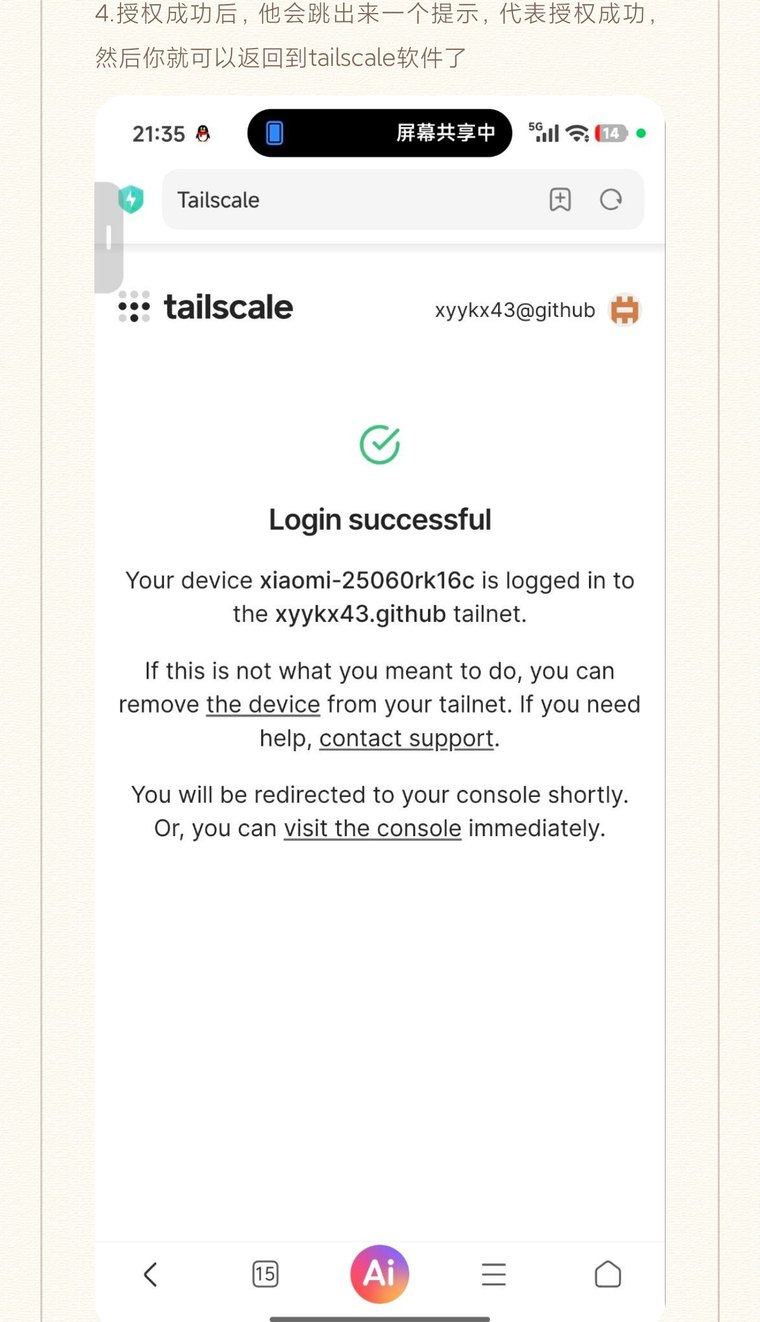 4.授权成功后，他会跳出来一个提示，代表授权成功，
然后你就可以返回到tailscale软件了
21:35
屏幕共享中
5G
14
Tailscale
tailscale
xyykx43@github
Login successful
Your device xiaomi-25060rk16c is logged in to
the xyykx43.github tailnet.
If this is not what you meant to do, you can
remove the device from your tailnet. If you need
help, contact support.
You will be redirected to your console shortly.
Or, you can visit the console immediately.
15
Ai